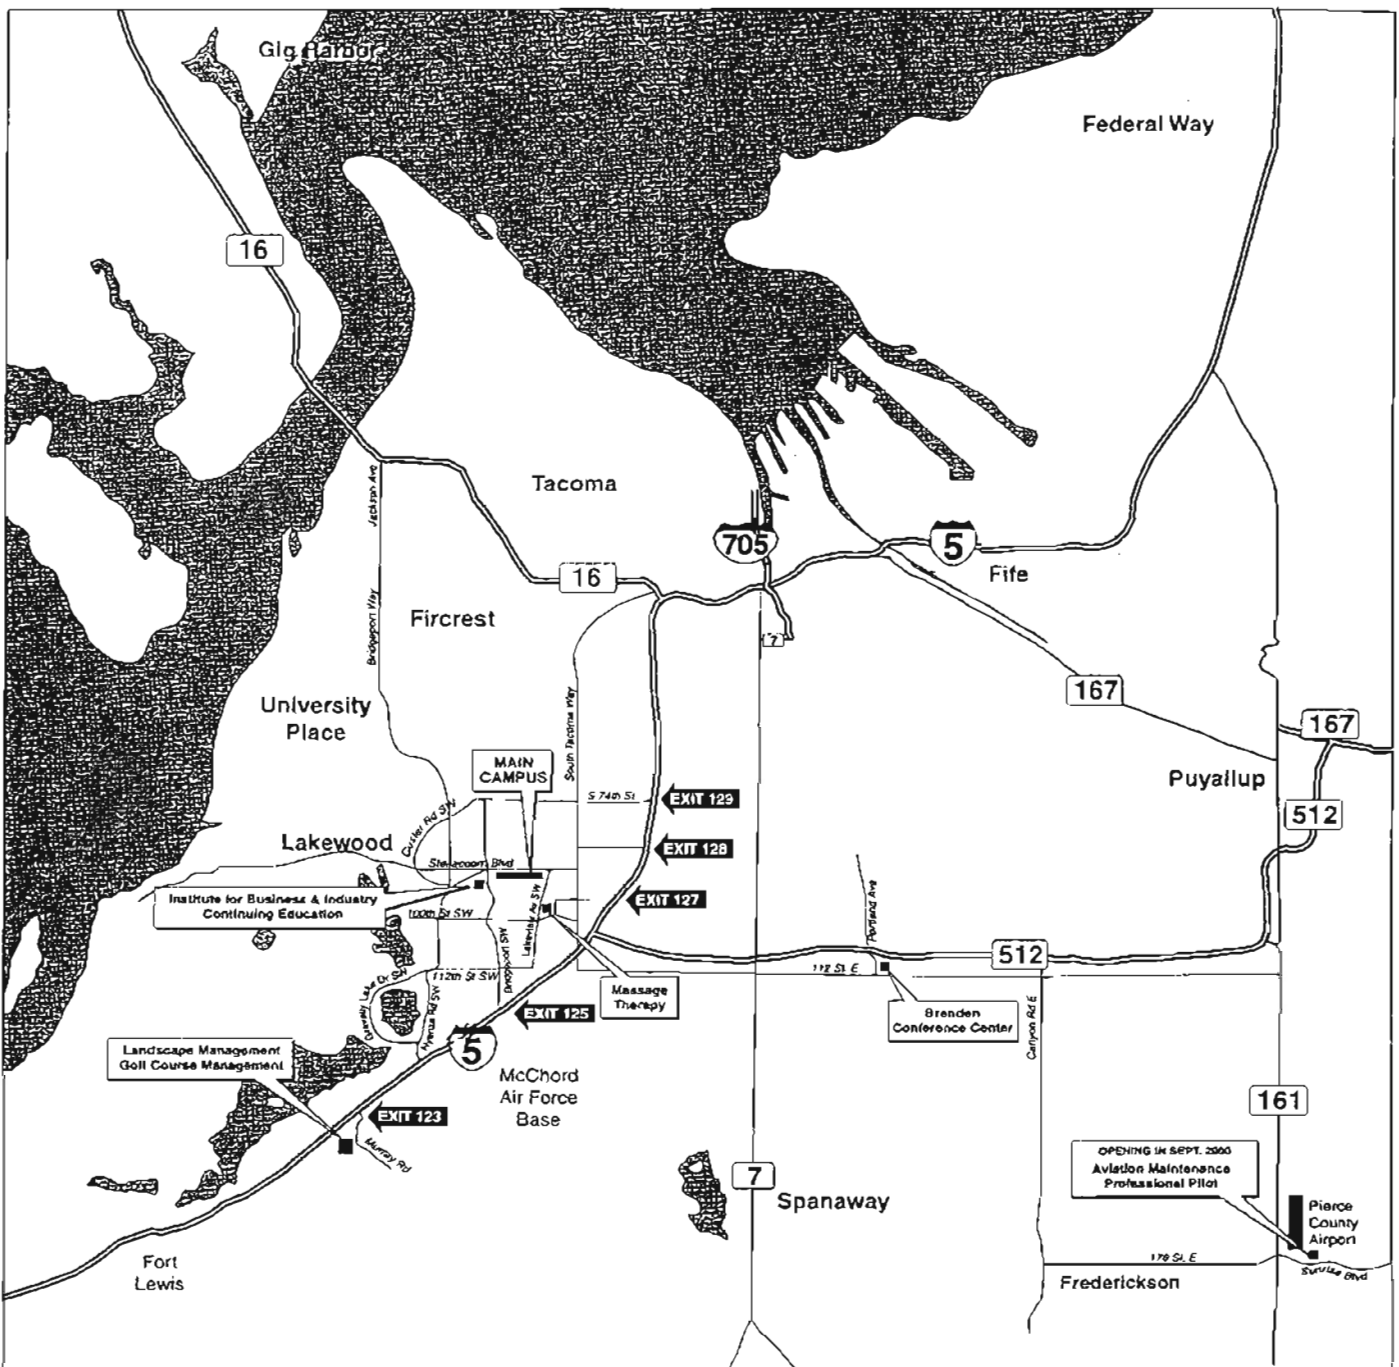 Gig Harbor
Federal Way
16
Tacoma
Jackson Ave
705
5
Fife
16
Fircrest
Bridgeport Way
7
167
University
Place
South Tacoma Way
167
MAIN
CAMPUS
Puyallup
S 74th St
EXIT 129
512
Custer Rd SW
Lakewood
EXIT 128
Steilacoom Blvd
Institute for Business & Industry
Continuing Education
EXIT 127
Portland Ave
100th St SW
Lakeview Av SW
Bridgeport SW
512
112 St. E
112th St SW
Gravelly Lake Dr SW
Nyanza Rd SW
Massage
Therapy
EXIT 125
Brenden
Conference Center
Canyon Rd E
5
Landscape Management
Golf Course Management
McChord
Air Force
Base
EXIT 123
161
Murray Rd
OPENING IN SEPT. 2000
Aviation Maintenance
Professional Pilot
7
Spanaway
Pierce
County
Airport
Fort
Lewis
176 St. E
Sunrise Blvd
Frederickson